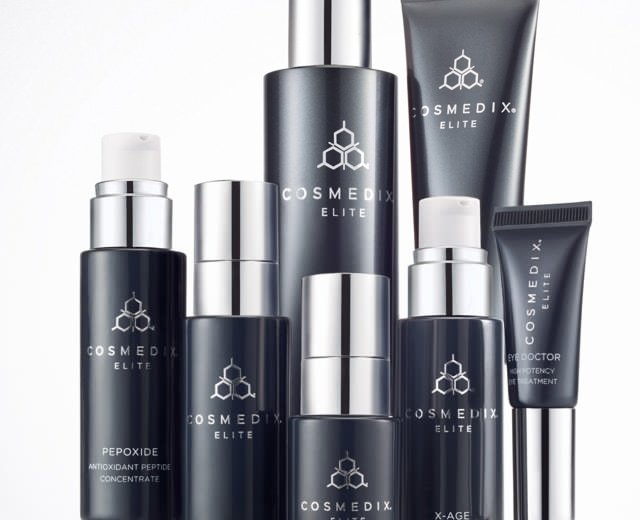 COSMEDIX
ELITE
COSMEDIX
ELITE
COSMEDIX
ELITE
PEPOXIDE
ANTIOXIDANT PEPTIDE
CONCENTRATE
COSMEDIX
ELITE
COSMEDIX
ELITE
COSMEDIX
ELITE
X-AGE
COSMEDIX
ELITE
EYE DOCTOR
HIGH POTENCY
EYE TREATMENT